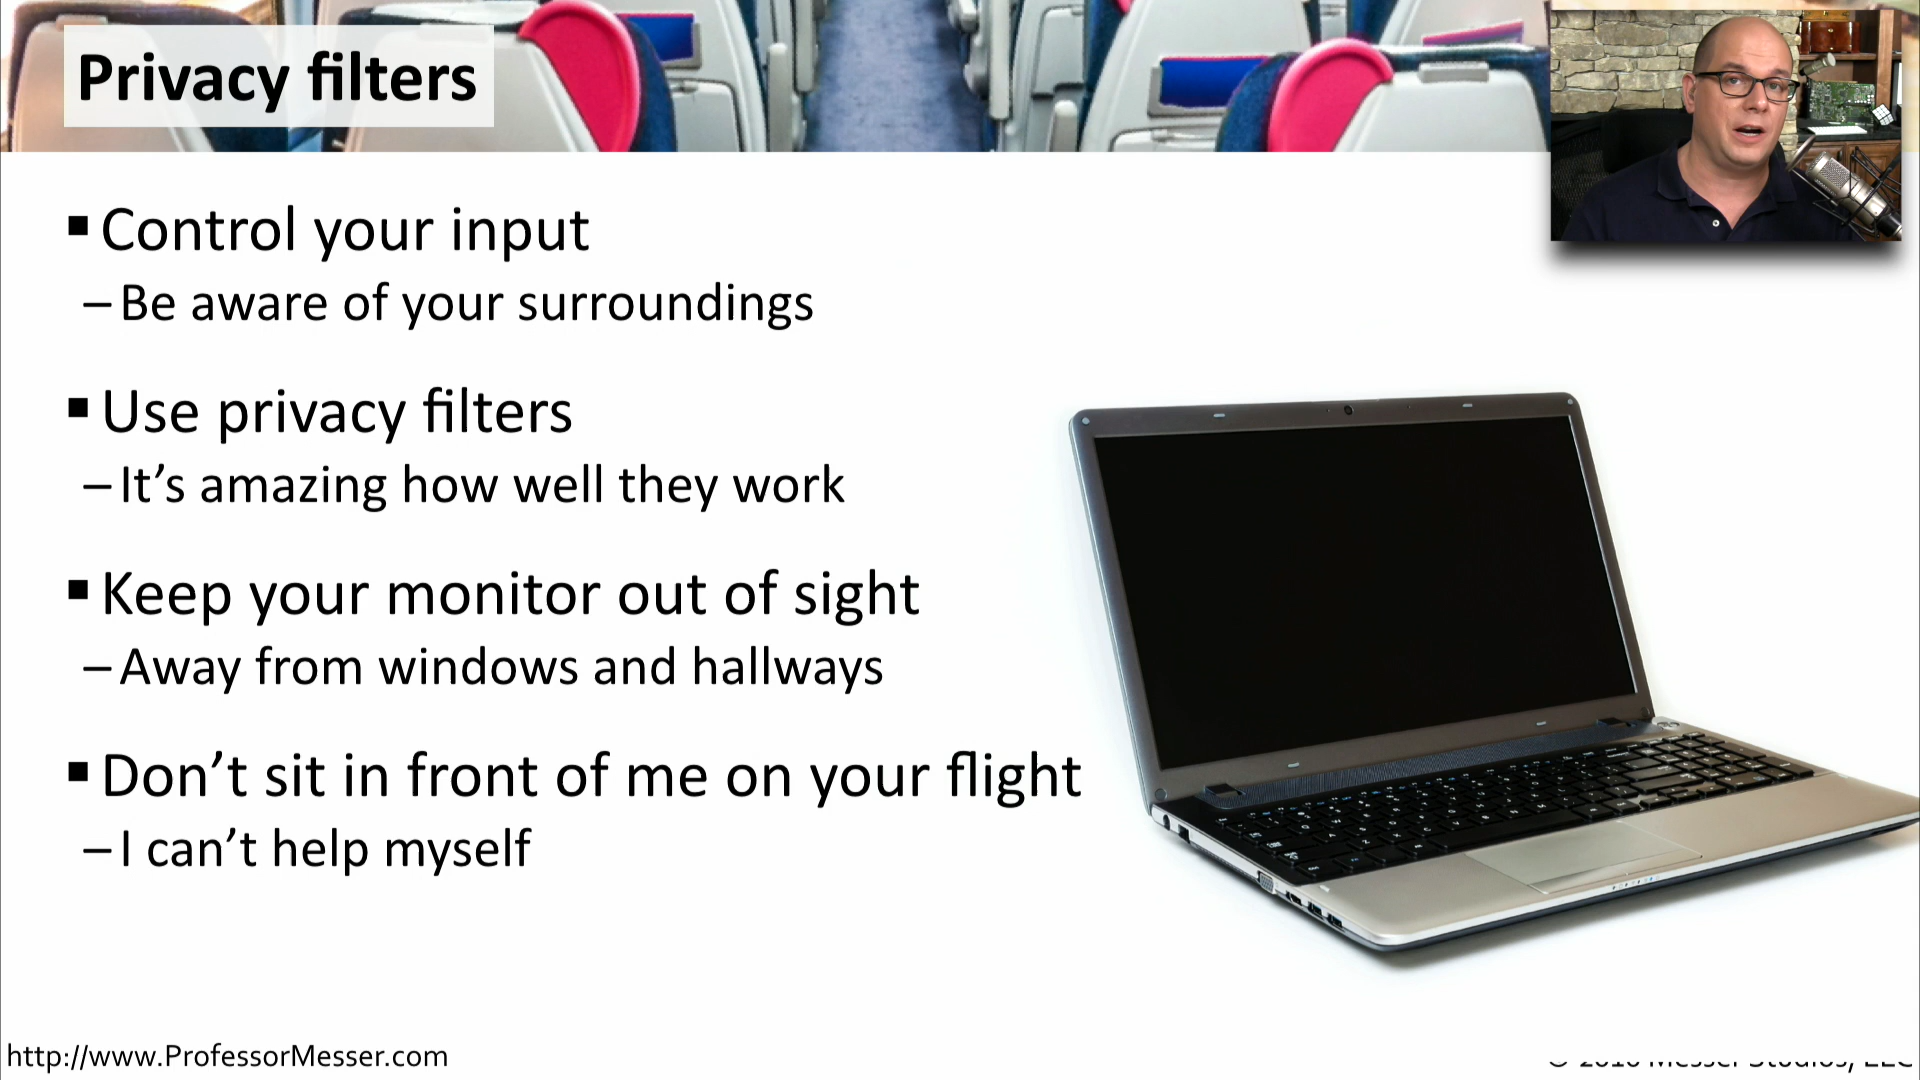 Privacy filters
▪ Control your input
– Be aware of your surroundings
▪ Use privacy filters
– It’s amazing how well they work
▪ Keep your monitor out of sight
– Away from windows and hallways
▪ Don’t sit in front of me on your flight
– I can’t help myself
http://www.ProfessorMesser.com
Messer Studios, LLC